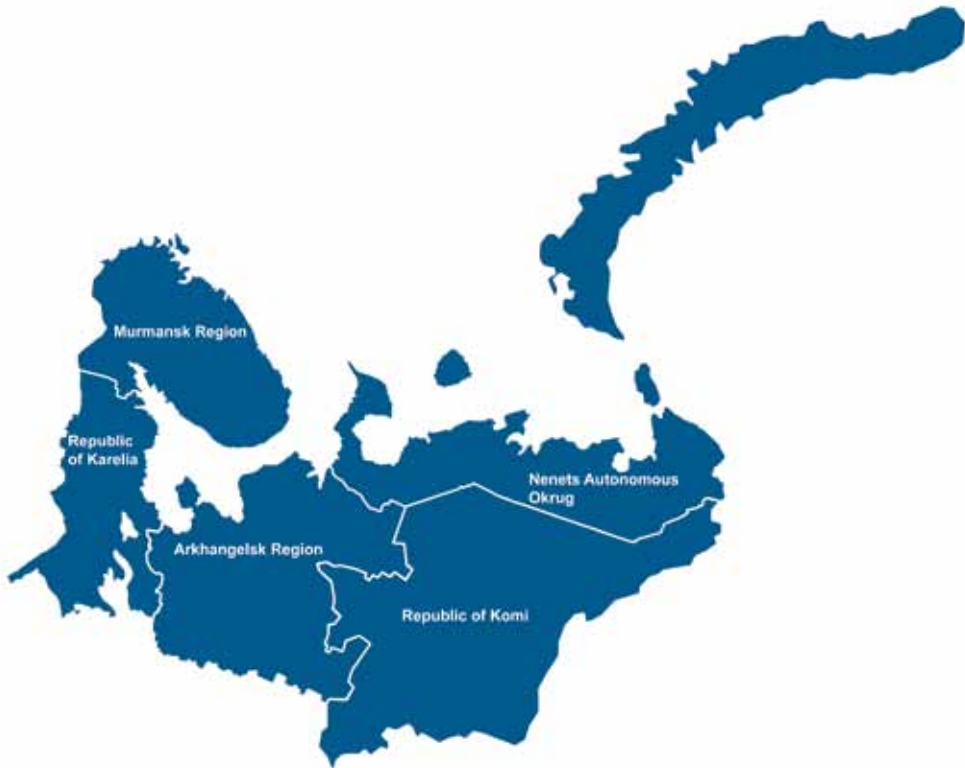 Murmansk Region
Republic
of Karelia
Nenets Autonomous
Okrug
Arkhangelsk Region
Republic of Komi